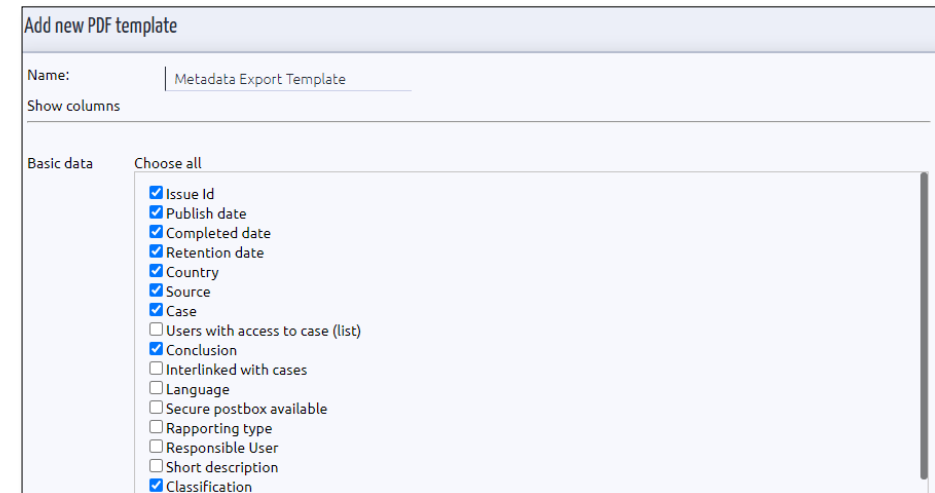 Add new PDF template
Name: Metadata Export Template
Show columns
Basic data Choose all
Issue Id
Publish date
Completed date
Retention date
Country
Source
Case
Users with access to case (list)
Conclusion
Interlinked with cases
Language
Secure postbox available
Rapporting type
Responsible User
Short description
Classification